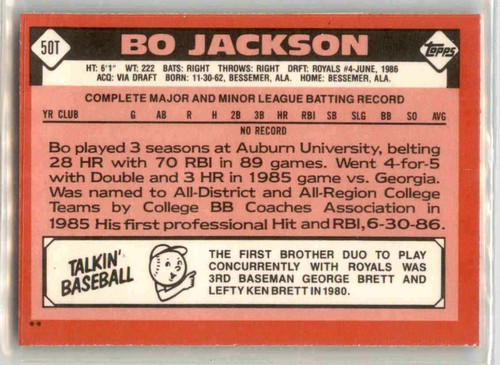 50T
BO JACKSON
Topps
HT: 6'1" WT: 222 BATS: RIGHT THROWS: RIGHT DRFT: ROYALS #4-JUNE, 1986
ACQ: VIA DRAFT BORN: 11-30-62, BESSEMER, ALA. HOME: BESSEMER, ALA.
COMPLETE MAJOR AND MINOR LEAGUE BATTING RECORD
YR CLUB G AB R H 2B 3B HR RBI SB SLG BB SO AVG
NO RECORD
Bo played 3 seasons at Auburn University, belting
28 HR with 70 RBI in 89 games. Went 4-for-5
with Double and 3 HR in 1985 game vs. Georgia.
Was named to All-District and All-Region College
Teams by College BB Coaches Association in
1985 His first professional Hit and RBI, 6-30-86.
TALKIN'
BASEBALL
THE FIRST BROTHER DUO TO PLAY
CONCURRENTLY WITH ROYALS WAS
3RD BASEMAN GEORGE BRETT AND
LEFTY KEN BRETT IN 1980.
**